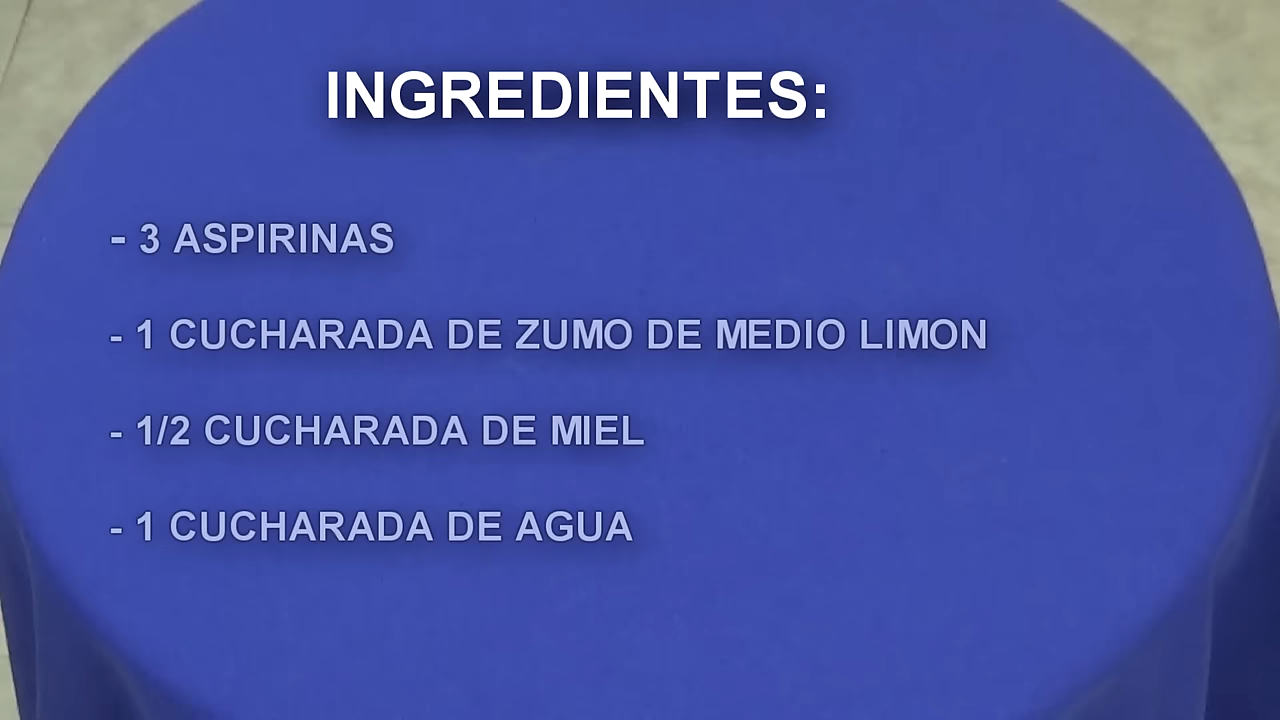 INGREDIENTES:
- 3 ASPIRINAS
- 1 CUCHARADA DE ZUMO DE MEDIO LIMON
- 1/2 CUCHARADA DE MIEL
- 1 CUCHARADA DE AGUA